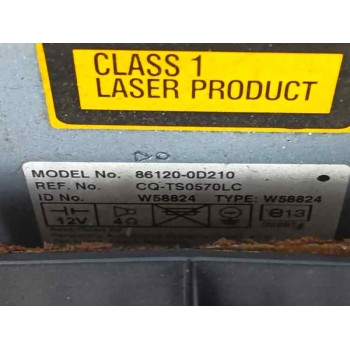 CLASS 1
LASER PRODUCT
MODEL No. 86120-0D210
REF. No. CQ-TS0570LC
ID No. W58824 TYPE: W58824
12V 4Ω e13